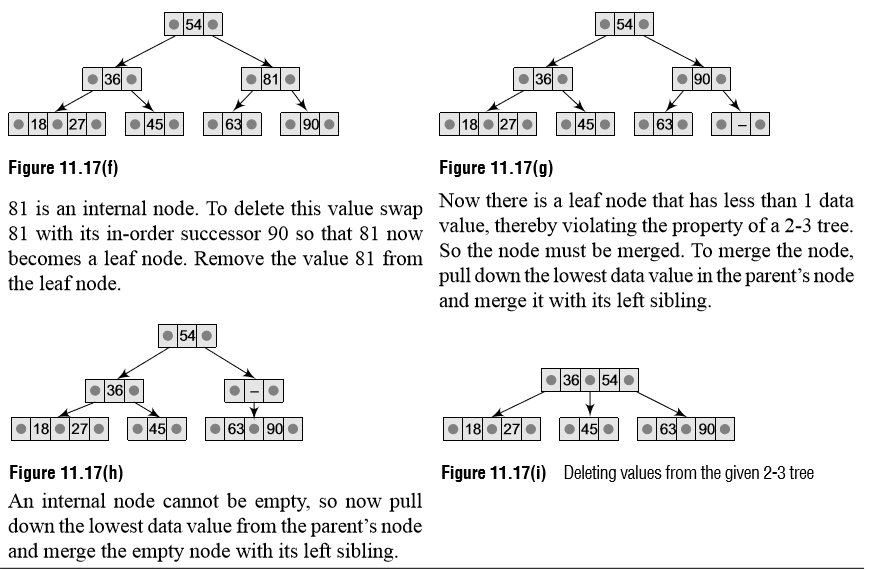 54
36
81
18 27
45
63
90
Figure 11.17(f)
81 is an internal node. To delete this value swap
81 with its in-order successor 90 so that 81 now
becomes a leaf node. Remove the value 81 from
the leaf node.
54
36
90
18 27
45
63
–
Figure 11.17(g)
Now there is a leaf node that has less than 1 data
value, thereby violating the property of a 2-3 tree.
So the node must be merged. To merge the node,
pull down the lowest data value in the parent’s node
and merge it with its left sibling.
54
36
–
18 27
45
63 90
Figure 11.17(h)
An internal node cannot be empty, so now pull
down the lowest data value from the parent’s node
and merge the empty node with its left sibling.
36 54
18 27
45
63 90
Figure 11.17(i) Deleting values from the given 2-3 tree